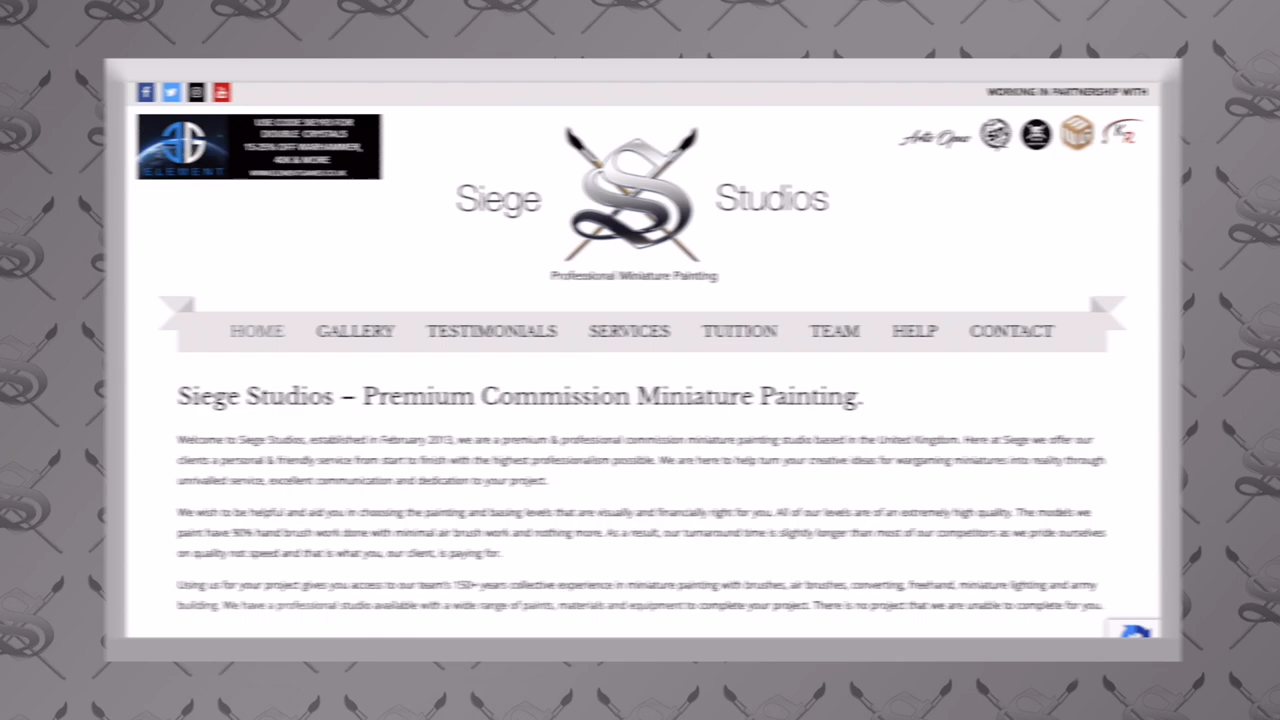 WORKING IN PARTNERSHIP WITH
DOUBLE CRYSTALS
15-25% OFF WARHAMMER,
40K & MORE
ELEMENT
Arte Opus
Siege Studios
Professional Miniature Painting
HOME GALLERY TESTIMONIALS SERVICES TUITION TEAM HELP CONTACT
Siege Studios – Premium Commission Miniature Painting.
Welcome to Siege Studios, established in February 2013, we are a premium & professional commission miniature painting studio based in the United Kingdom. Here at Siege we offer our
clients a personal & friendly service from start to finish with the highest professionalism possible. We are here to help turn your creative ideas for wargaming miniatures into reality through
unrivalled service, excellent communication and dedication to your project.
We wish to be helpful and aid you in choosing the painting and basing levels that are visually and financially right for you. All of our levels are of an extremely high quality. The models we
paint have 90% hand brush work done with minimal air brush work and nothing more. As a result, our turnaround time is slightly longer than most of our competitors as we pride ourselves
on quality not speed and that is what you, our client, is paying for.
Using us for your project gives you access to our team's 150+ years collective experience in miniature painting with brushes, air brushes, converting, freehand, miniature lighting and army
building. We have a professional studio available with a wide range of paints, materials and equipment to complete your project. There is no project that we are unable to complete for you.